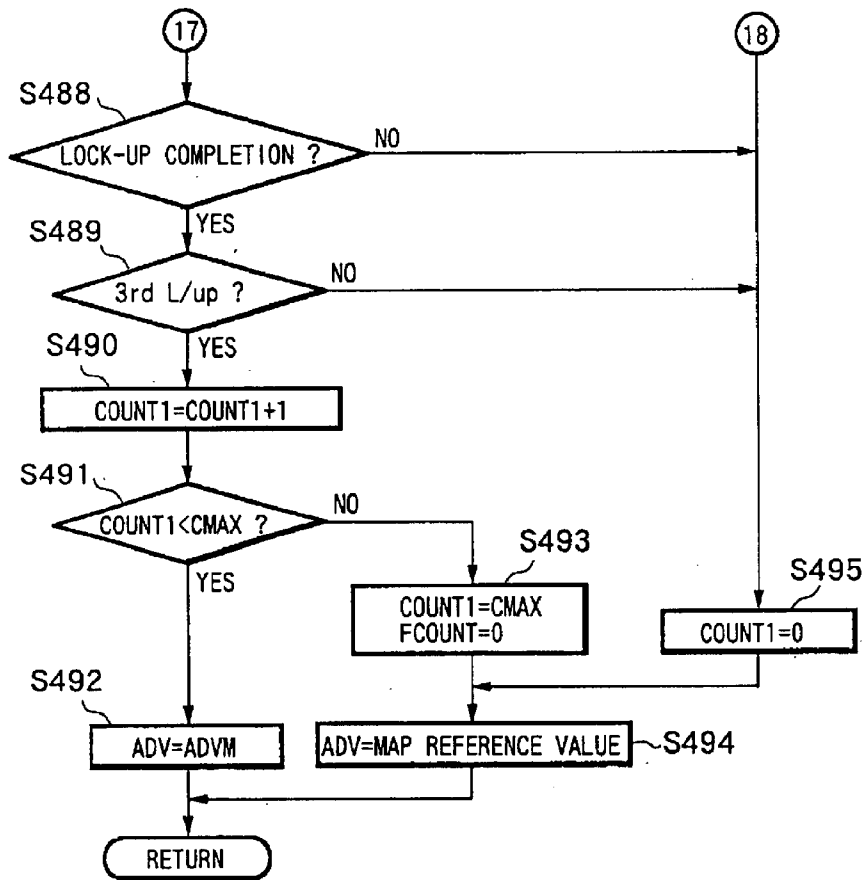 17
18
S488
LOCK-UP COMPLETION ?
NO
YES
S489
3rd L/up ?
NO
YES
S490
COUNT1=COUNT1+1
S491
COUNT1<CMAX ?
NO
YES
S493
COUNT1=CMAX
FCOUNT=0
S495
COUNT1=0
S492
ADV=ADVM
ADV=MAP REFERENCE VALUE
S494
RETURN